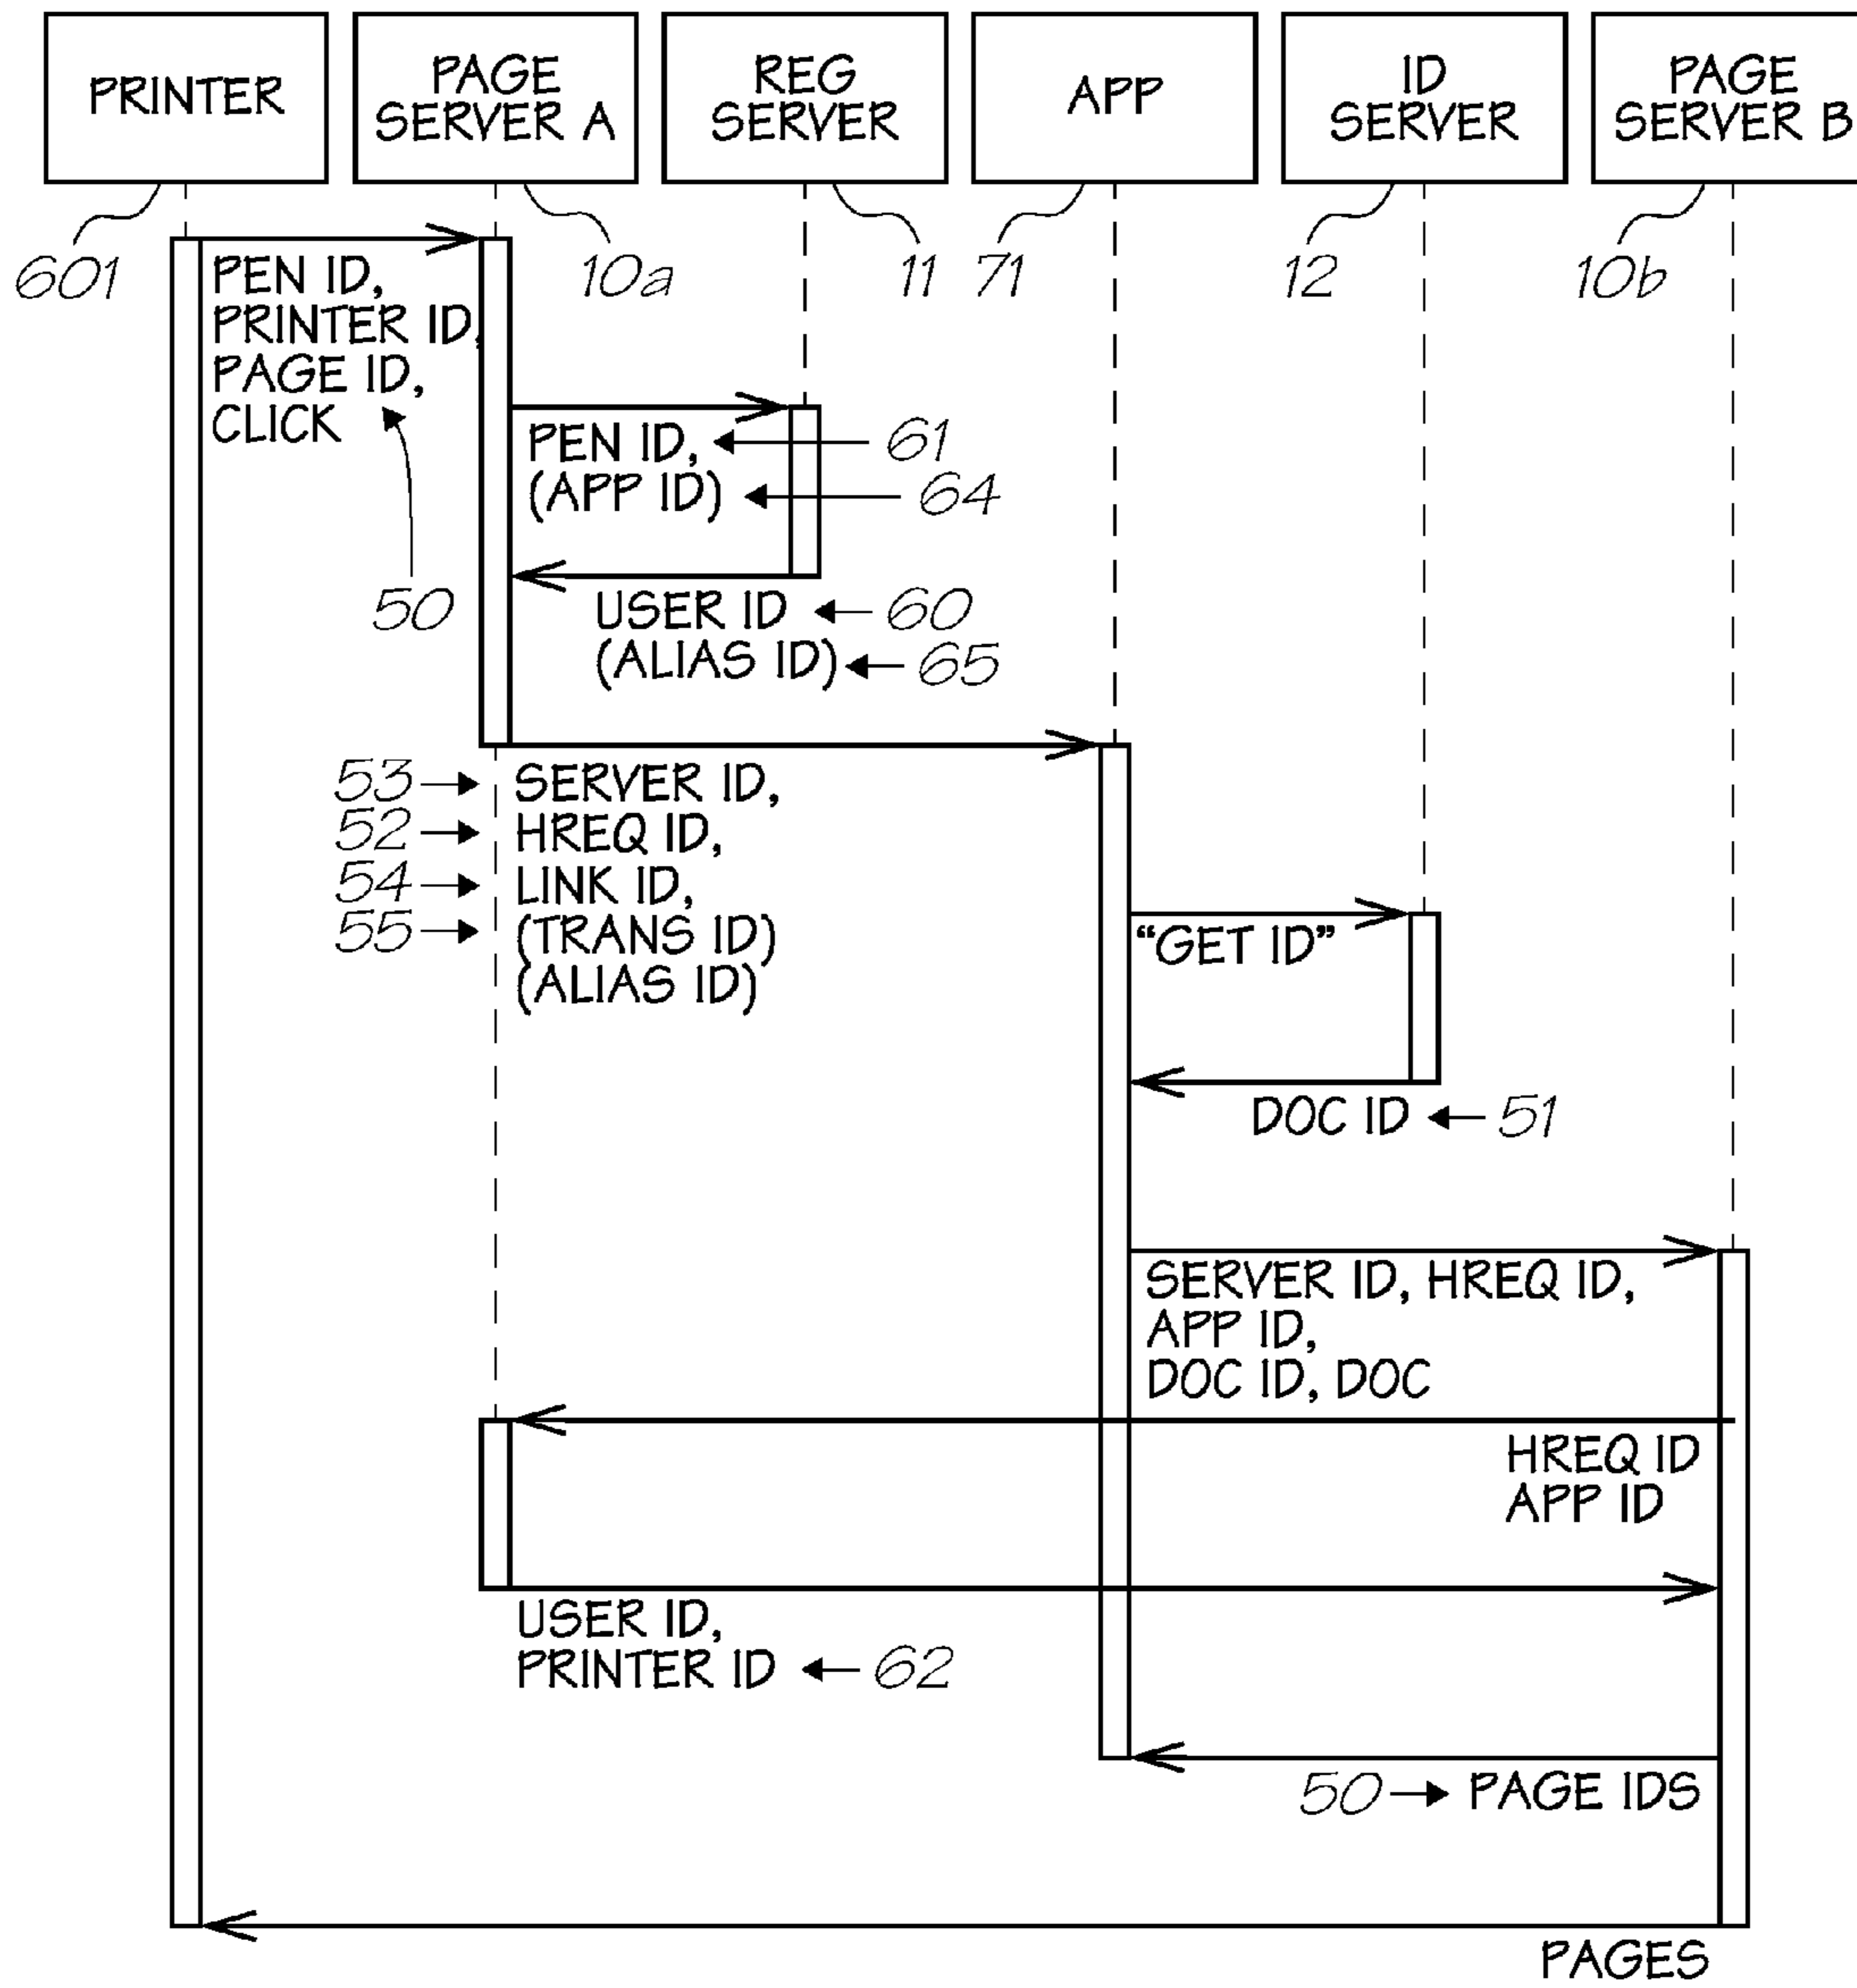 PRINTER
PAGE
SERVER A
REG
SERVER
APP
ID
SERVER
PAGE
SERVER B
601
10a
11
71
12
10b
PEN ID,
PRINTER ID,
PAGE ID,
CLICK
50
PEN ID,
61
(APP ID)
64
USER ID
60
(ALIAS ID)
65
53
SERVER ID,
52
HREQ ID,
54
LINK ID,
55
(TRANS ID)
(ALIAS ID)
“GET ID”
DOC ID
51
SERVER ID, HREQ ID,
APP ID,
DOC ID, DOC
HREQ ID
APP ID
USER ID,
PRINTER ID
62
50
PAGE IDS
PAGES